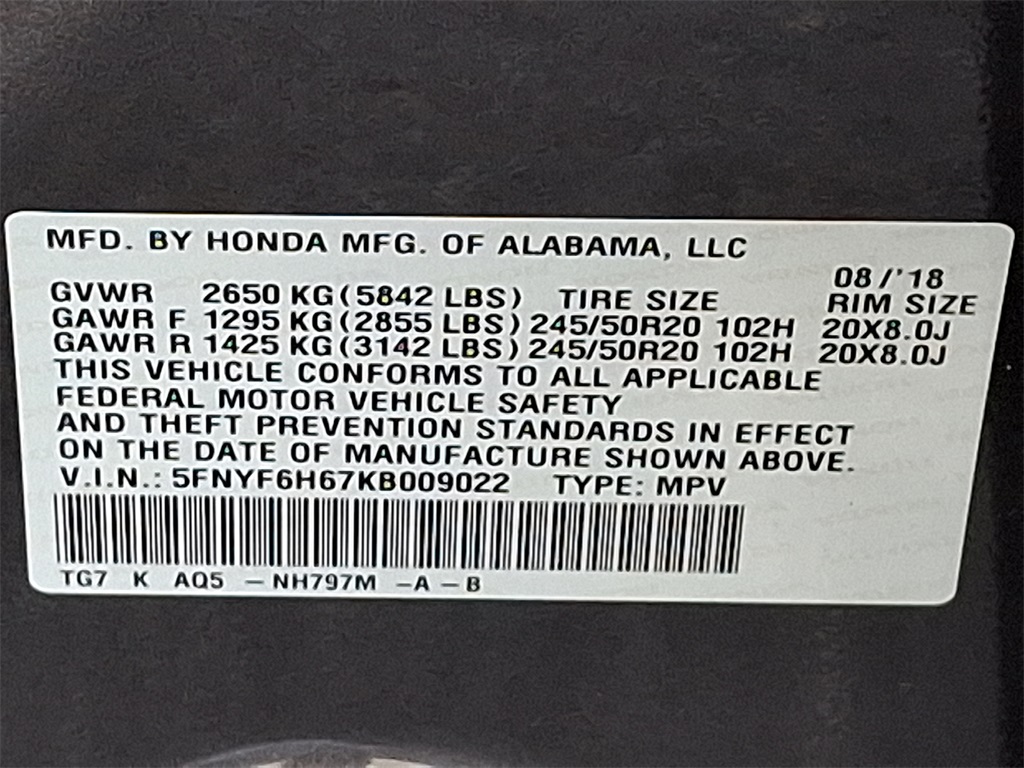 MFD. BY HONDA MFG. OF ALABAMA, LLC
08/'18
GVWR 2650 KG(5842 LBS) TIRE SIZE RIM SIZE
GAWR F 1295 KG(2855 LBS)245/50R20 102H 20X8.0J
GAWR R 1425 KG(3142 LBS)245/50R20 102H 20X8.0J
THIS VEHICLE CONFORMS TO ALL APPLICABLE
FEDERAL MOTOR VEHICLE SAFETY
AND THEFT PREVENTION STANDARDS IN EFFECT
ON THE DATE OF MANUFACTURE SHOWN ABOVE.
V.I.N.: 5FNYF6H67KB009022 TYPE: MPV
TG7 K AQ5 -NH797M -A-B